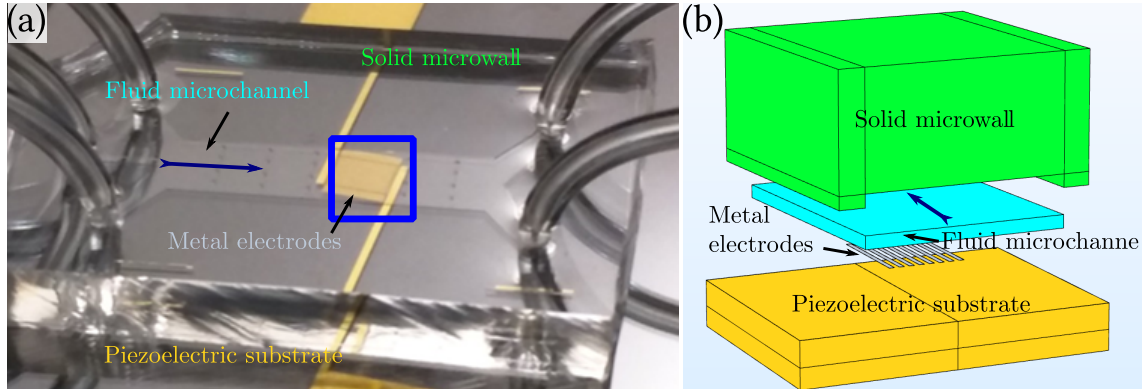 (a)
Solid microwall
Fluid microchannel
Metal electrodes
Piezoelectric substrate
(b)
Solid microwall
Metal
electrodes
Fluid microchanne
Piezoelectric substrate